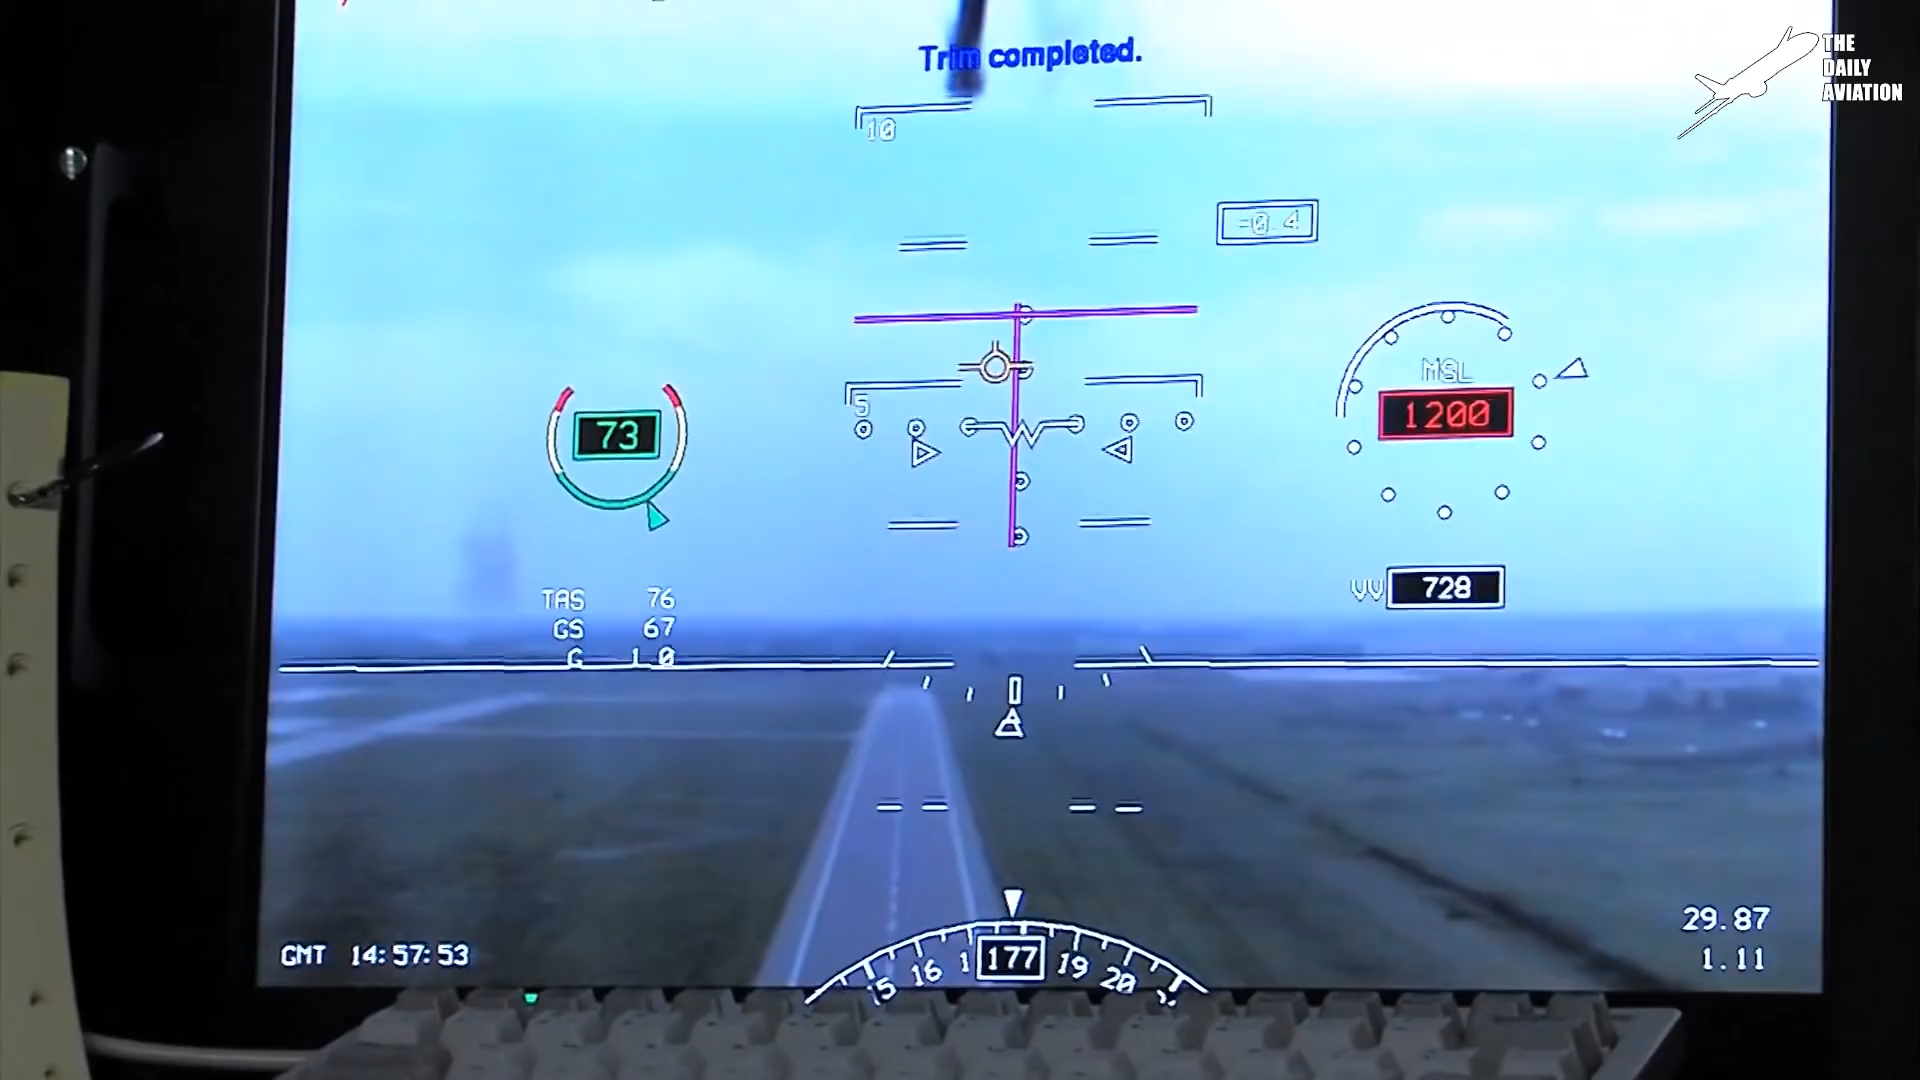 Trim completed.
THE
DAILY
AVIATION
10
-0.4
MSL
1200
5
73
VV 728
TAS 76
GS 67
G 1.0
29.87
1.11
GMT 14:57:53
15 16 1 177 19 20